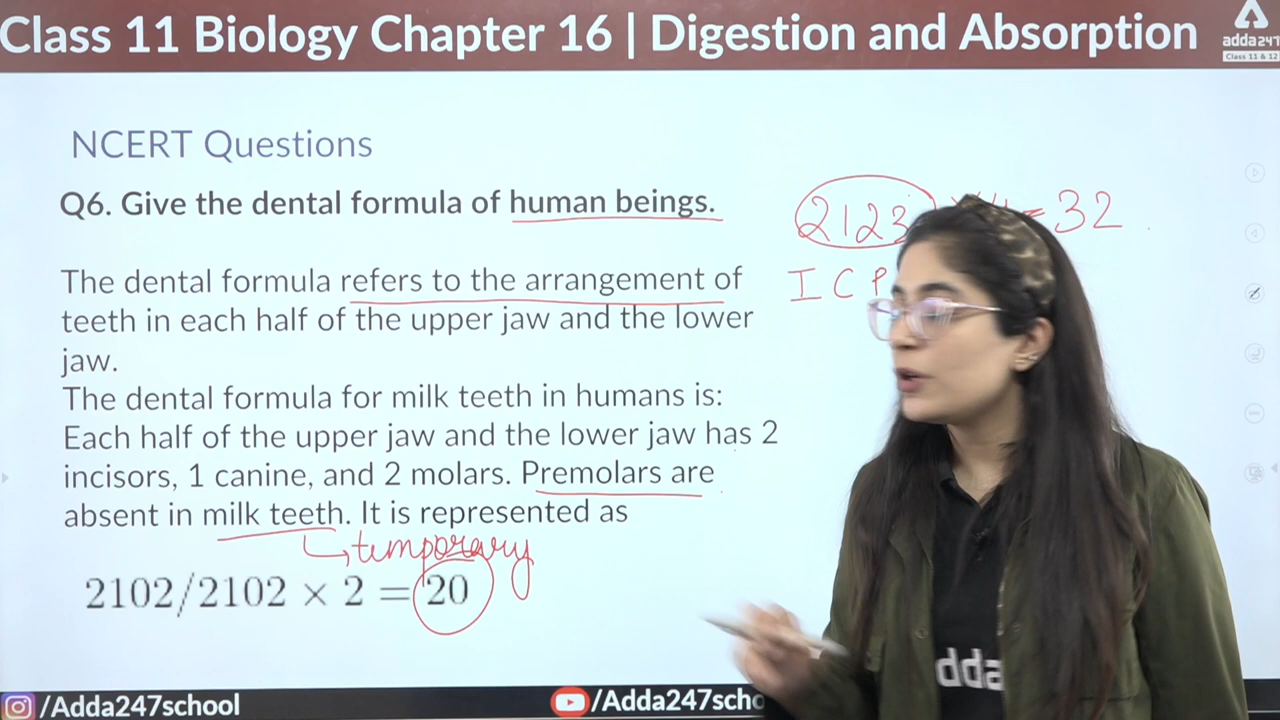 Class 11 Biology Chapter 16 | Digestion and Absorption
adda247
Class 11 & 12
NCERT Questions
Q6. Give the dental formula of human beings.
2123 = 32
I C P
The dental formula refers to the arrangement of
teeth in each half of the upper jaw and the lower
jaw.
The dental formula for milk teeth in humans is:
Each half of the upper jaw and the lower jaw has 2
incisors, 1 canine, and 2 molars. Premolars are
absent in milk teeth. It is represented as
temporary
2102/2102 × 2 = 20
dda
/Adda247school
/Adda247scho